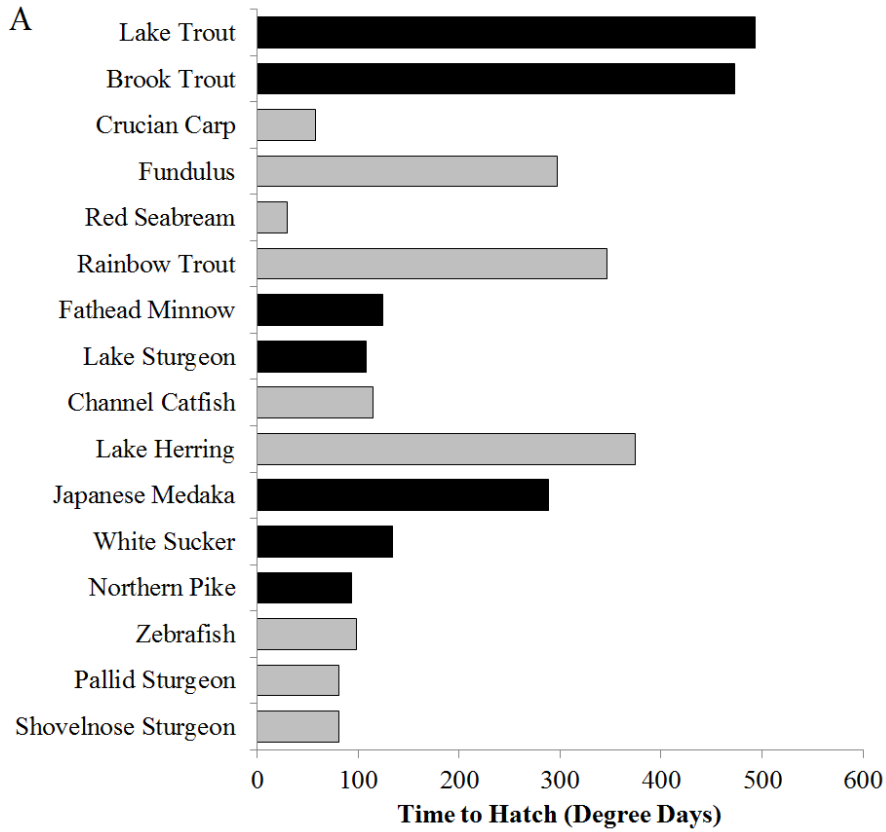 A
Lake Trout
Brook Trout
Crucian Carp
Fundulus
Red Seabream
Rainbow Trout
Fathead Minnow
Lake Sturgeon
Channel Catfish
Lake Herring
Japanese Medaka
White Sucker
Northern Pike
Zebrafish
Pallid Sturgeon
Shovelnose Sturgeon
0 100 200 300 400 500 600
Time to Hatch (Degree Days)